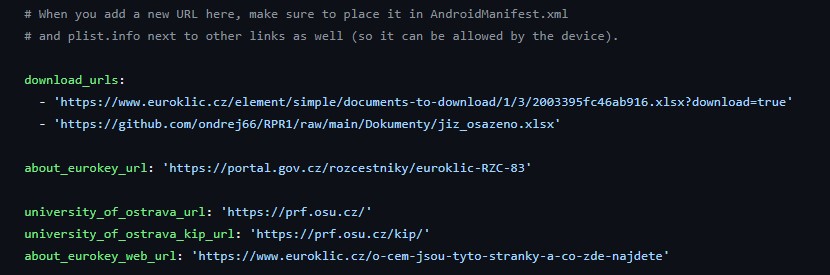 # When you add a new URL here, make sure to place it in AndroidManifest.xml
# and plist.info next to other links as well (so it can be allowed by the device).
download_urls:
- 'https://www.euroklic.cz/element/simple/documents-to-download/1/3/2003395fc46ab916.xlsx?download=true'
- 'https://github.com/ondrej66/RPR1/raw/main/Dokumenty/jiz_osazeno.xlsx'
about_eurokey_url: 'https://portal.gov.cz/rozcestniky/euroklic-RZC-83'
university_of_ostrava_url: 'https://prf.osu.cz/'
university_of_ostrava_kip_url: 'https://prf.osu.cz/kip/'
about_eurokey_web_url: 'https://www.euroklic.cz/o-cem-jsou-tyto-stranky-a-co-zde-najdete'